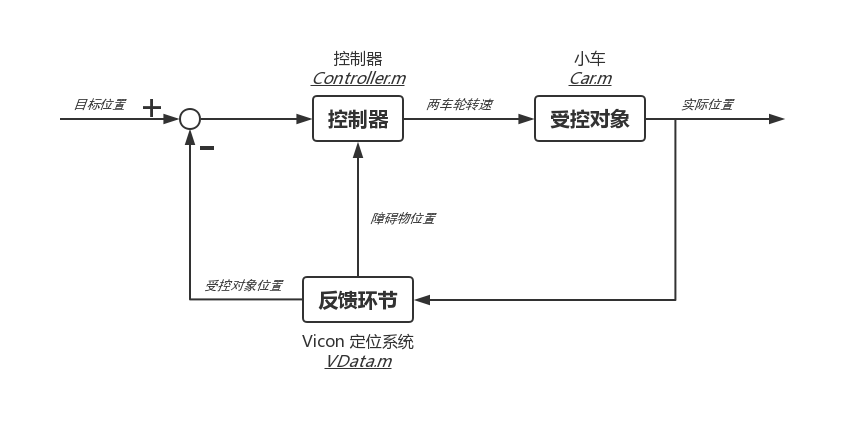 控制器
Controller.m
小车
Car.m
目标位置
+
控制器
两车轮转速
受控对象
实际位置
-
障碍物位置
受控对象位置
反馈环节
Vicon 定位系统
VData.m